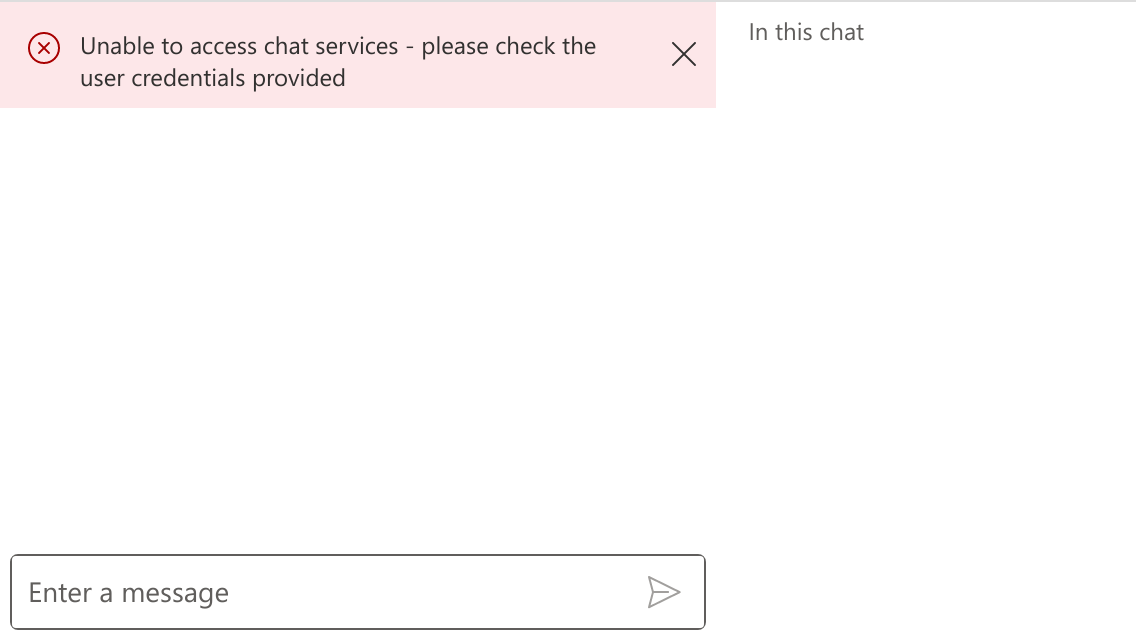 Unable to access chat services - please check the
user credentials provided
In this chat
Enter a message